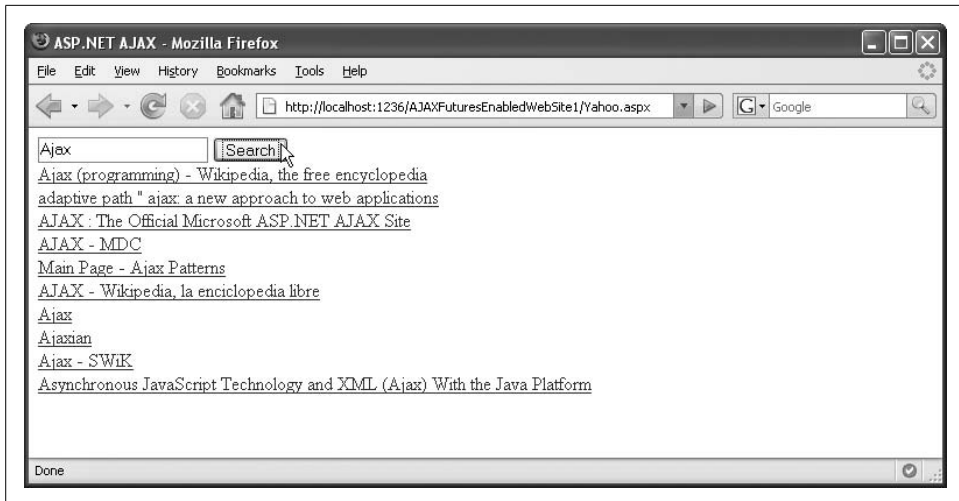 ASP.NET AJAX - Mozilla Firefox
File Edit View History Bookmarks Tools Help
http://localhost:1236/AJAXFuturesEnabledWebSite1/Yahoo.aspx G Google
Ajax Search
Ajax (programming) - Wikipedia, the free encyclopedia
adaptive path " ajax: a new approach to web applications
AJAX : The Official Microsoft ASP.NET AJAX Site
AJAX - MDC
Main Page - Ajax Patterns
AJAX - Wikipedia, la enciclopedia libre
Ajax
Ajaxian
Ajax - SWiK
Asynchronous JavaScript Technology and XML (Ajax) With the Java Platform
Done